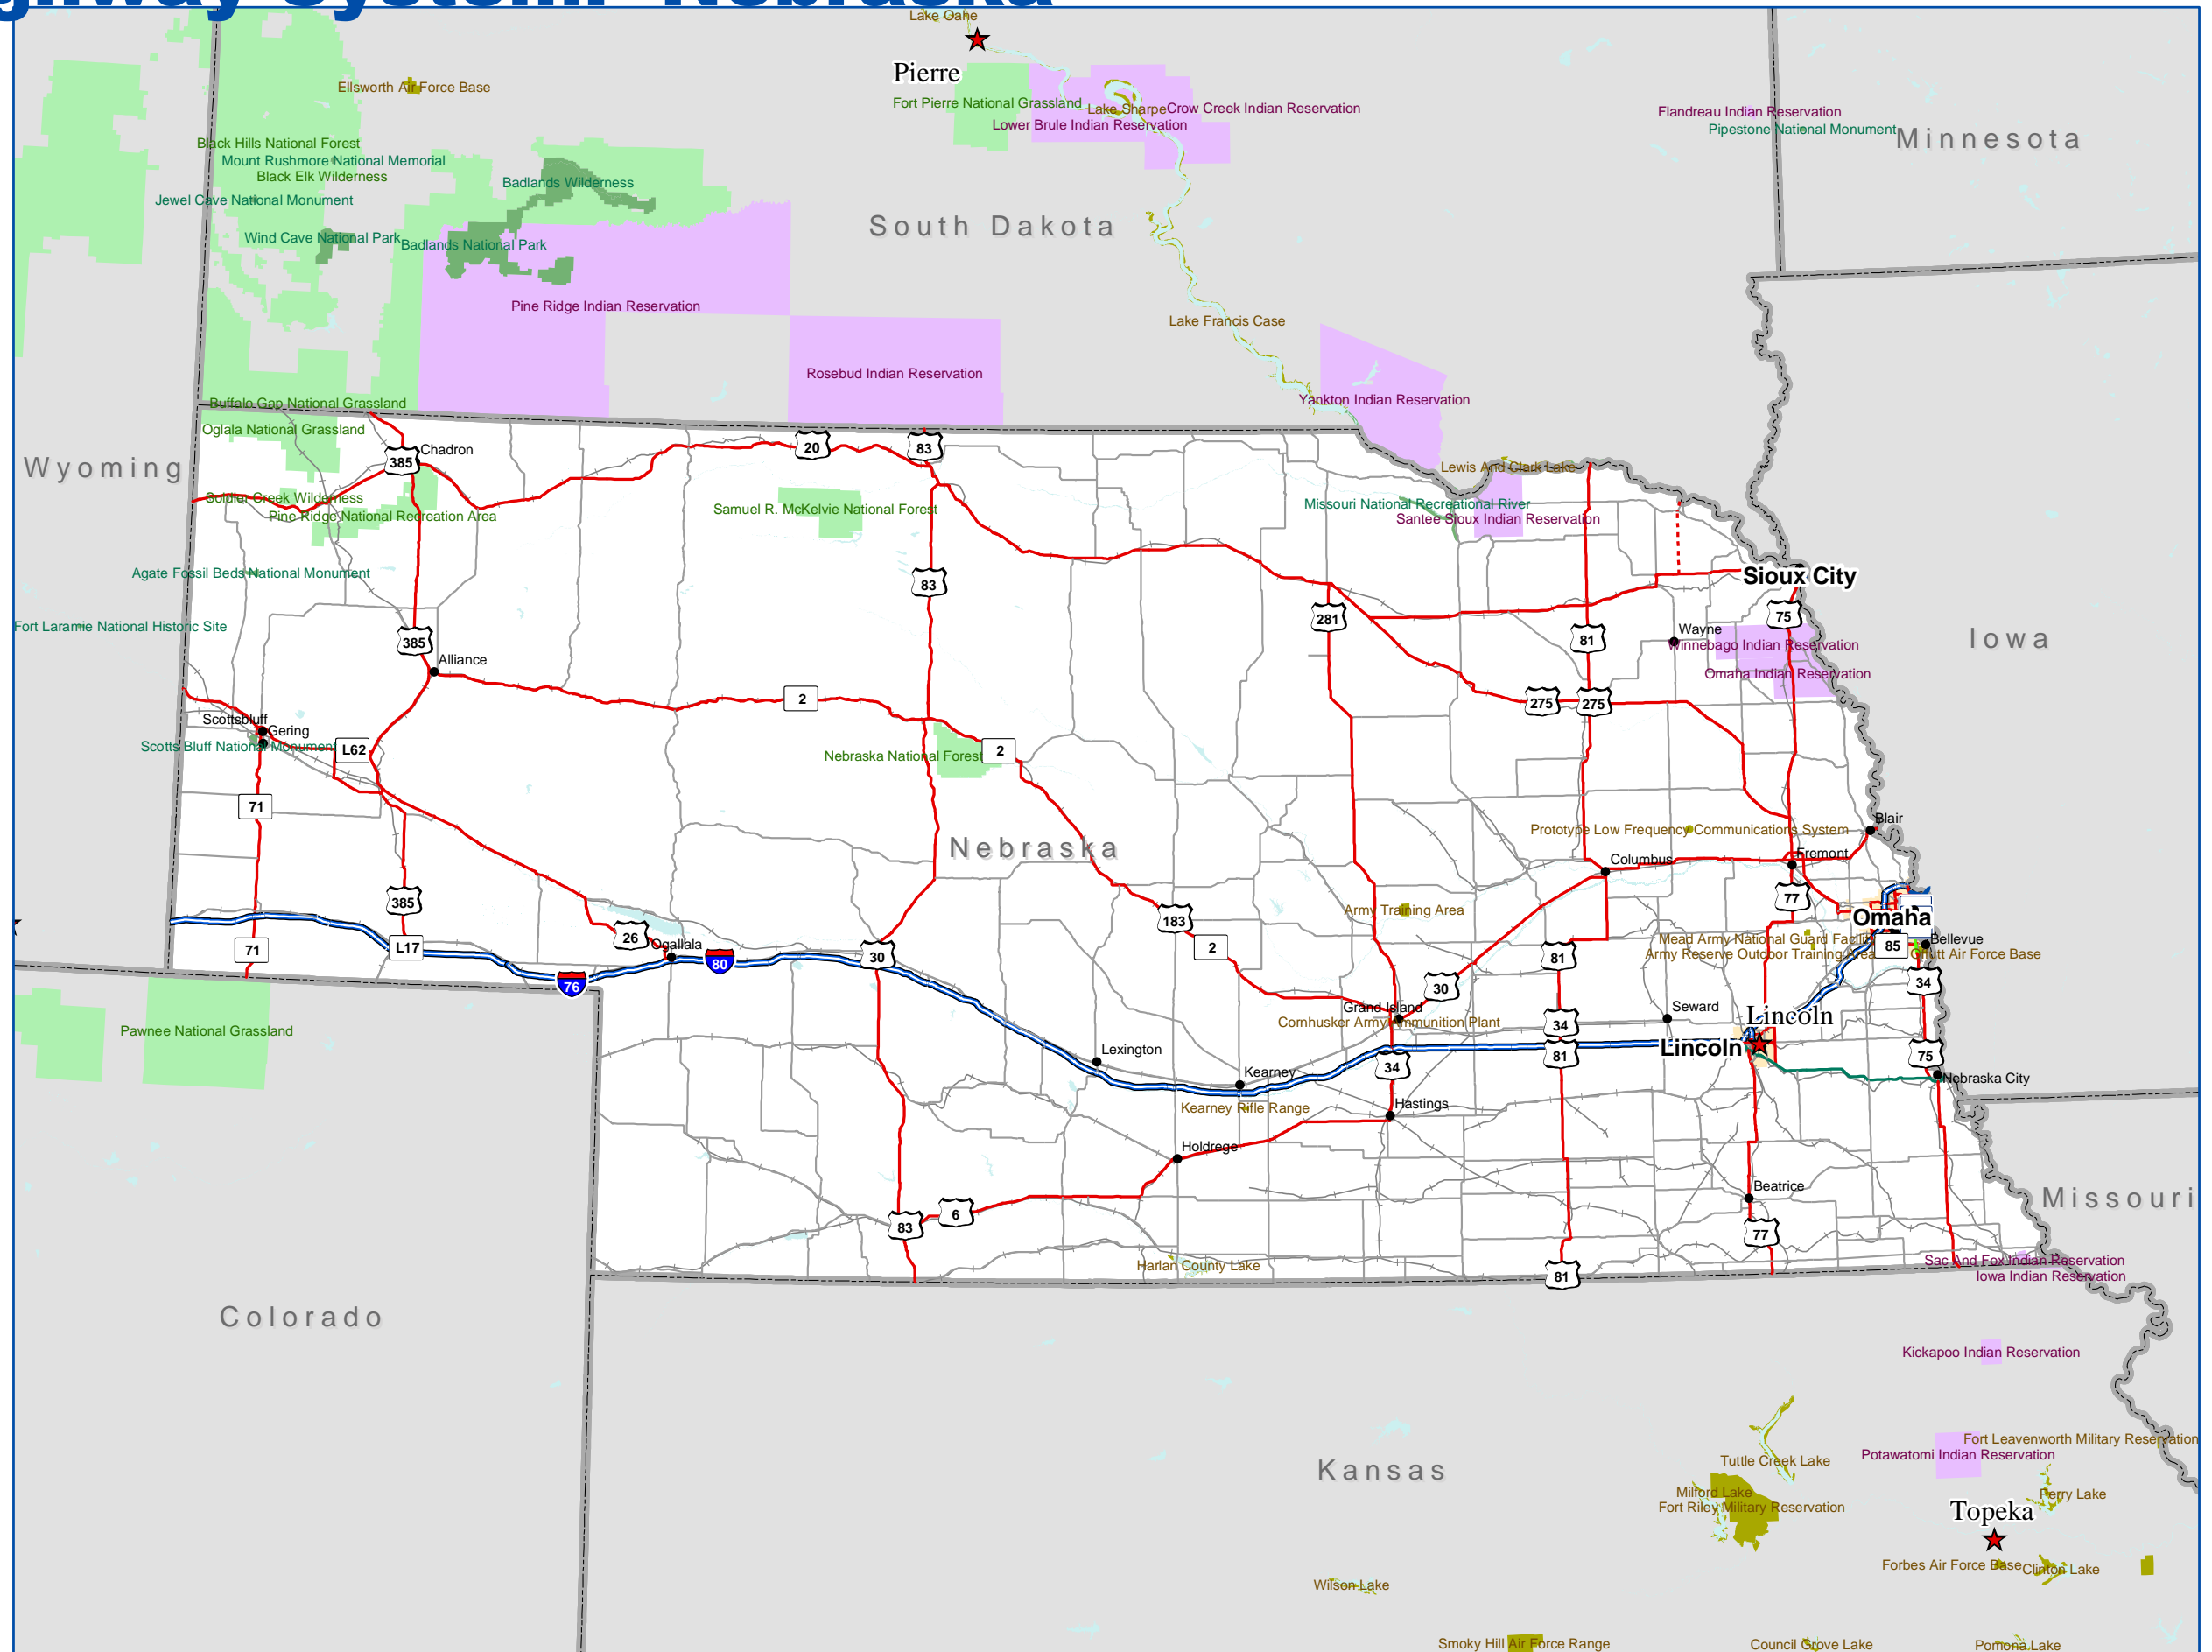 Nebraska
Lake Oahe
Pierre
Ellsworth Air Force Base
Fort Pierre National Grassland
Lake Sharpe
Crow Creek Indian Reservation
Lower Brule Indian Reservation
Flandreau Indian Reservation
Pipestone National Monument
Minnesota
Black Hills National Forest
Mount Rushmore National Memorial
Black Elk Wilderness
Jewel Cave National Monument
Badlands Wilderness
South Dakota
Wind Cave National Park
Badlands National Park
Pine Ridge Indian Reservation
Lake Francis Case
Rosebud Indian Reservation
Yankton Indian Reservation
Buffalo Gap National Grassland
Oglala National Grassland
Wyoming
385
Chadron
20
83
Lewis And Clark Lake
Soldier Creek Wilderness
Pine Ridge National Recreation Area
Samuel R. McKelvie National Forest
Missouri National Recreational River
Santee Sioux Indian Reservation
Agate Fossil Beds National Monument
83
Sioux City
Fort Laramie National Historic Site
385
281
81
Wayne
75
Winnebago Indian Reservation
Iowa
Alliance
Omaha Indian Reservation
2
275
275
Scottsbluff
Gering
Scotts Bluff National Monument
L62
Nebraska National Forest
2
71
Nebraska
Prototype Low Frequency Communications System
Blair
Columbus
Fremont
385
183
Army Training Area
77
Omaha
71
L17
26
Ogallala
30
2
81
Mead Army National Guard Facili
85
Bellevue
Army Reserve Outdoor Training Area
Offutt Air Force Base
76
80
30
34
Pawnee National Grassland
Grand Island
Cornhusker Army Ammunition Plant
34
Seward
Lincoln
Lincoln
Lexington
Kearney
34
81
75
Nebraska City
Kearney Rifle Range
Hastings
Holdrege
Beatrice
Missouri
83
6
77
Harlan County Lake
81
Sac And Fox Indian Reservation
Iowa Indian Reservation
Colorado
Kickapoo Indian Reservation
Kansas
Fort Leavenworth Military Reservation
Potawatomi Indian Reservation
Tuttle Creek Lake
Milford Lake
Fort Riley Military Reservation
Perry Lake
Topeka
Forbes Air Force Base
Clinton Lake
Wilson Lake
Smoky Hill Air Force Range
Council Grove Lake
Pomona Lake